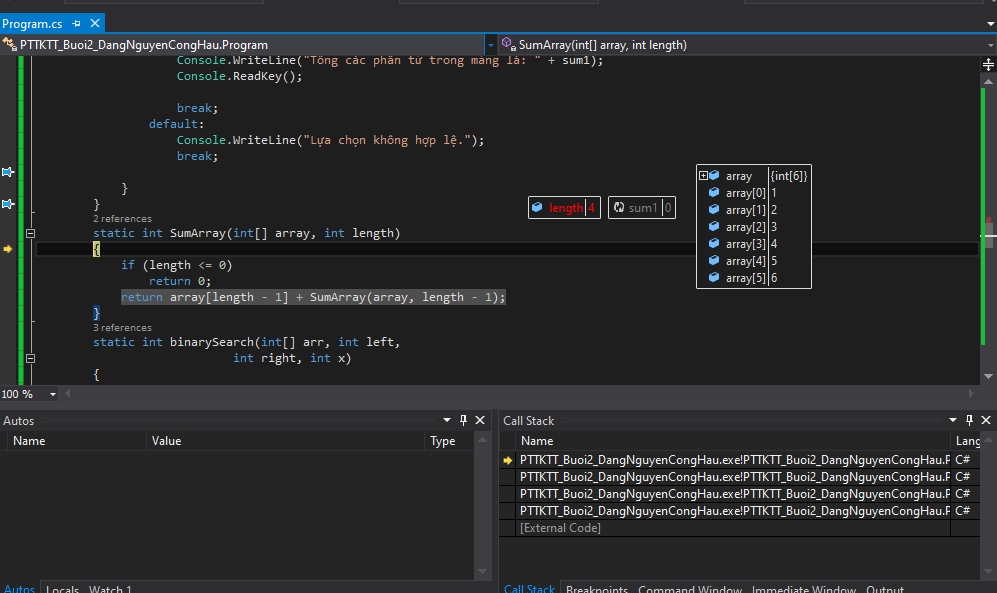 Program.cs
PTTKTT_Buoi2_DangNguyenCongHau.Program
SumArray(int[] array, int length)
Console.WriteLine("Tổng các phần tử trong mảng là: " + sum1);
Console.ReadKey();
break;
default:
Console.WriteLine("Lựa chọn không hợp lệ.");
break;
}
}
2 references
static int SumArray(int[] array, int length)
{
if (length <= 0)
return 0;
return array[length - 1] + SumArray(array, length - 1);
}
3 references
static int binarySearch(int[] arr, int left,
int right, int x)
{
length 4
sum1 0
array {int[6]}
array[0] 1
array[1] 2
array[2] 3
array[3] 4
array[4] 5
array[5] 6
100 %
Autos
Name Value Type
Autos Locals Watch 1
Call Stack
Name Lang
PTTKTT_Buoi2_DangNguyenCongHau.exe!PTTKTT_Buoi2_DangNguyenCongHau.P C#
PTTKTT_Buoi2_DangNguyenCongHau.exe!PTTKTT_Buoi2_DangNguyenCongHau.P C#
PTTKTT_Buoi2_DangNguyenCongHau.exe!PTTKTT_Buoi2_DangNguyenCongHau.P C#
PTTKTT_Buoi2_DangNguyenCongHau.exe!PTTKTT_Buoi2_DangNguyenCongHau.P C#
[External Code]
Call Stack Breakpoints Command Window Immediate Window Output